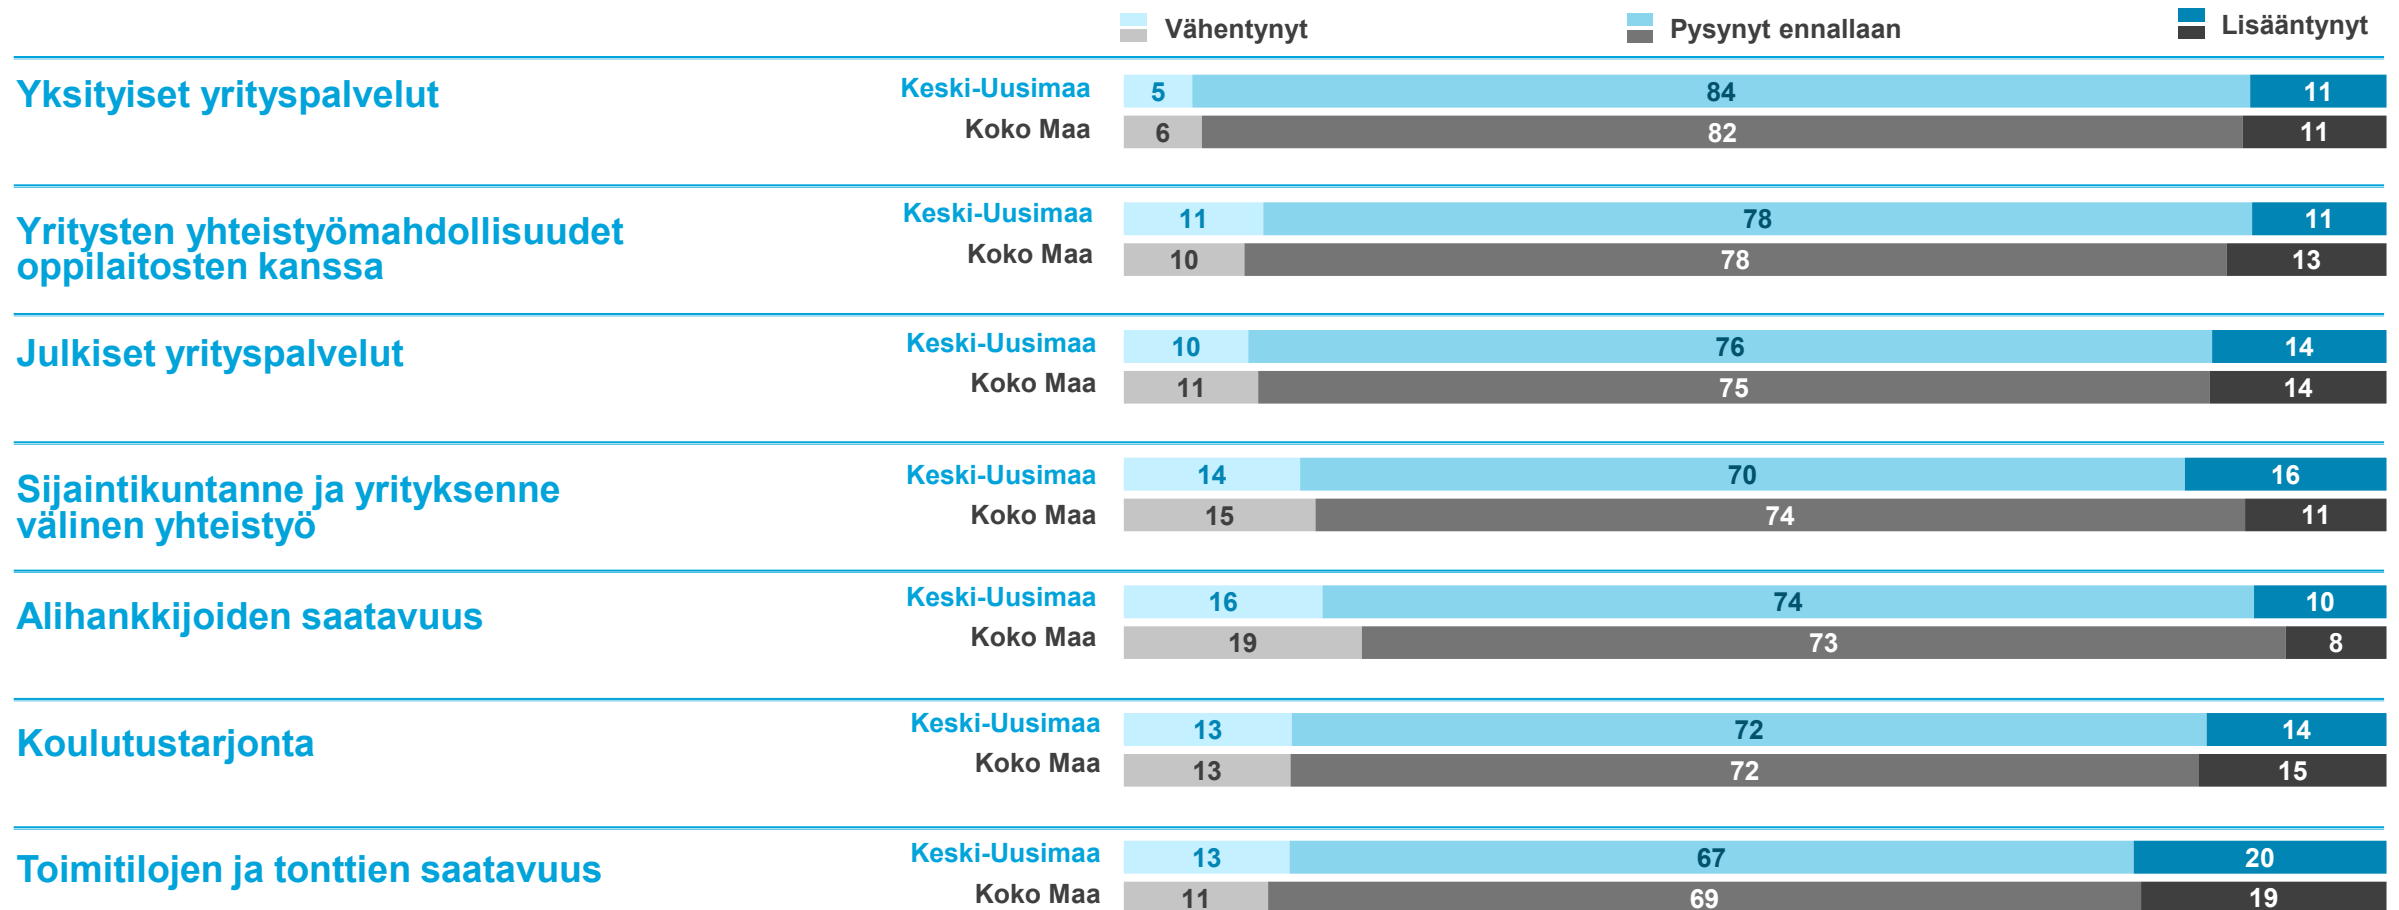 Vähentynyt Pysynyt ennallaan Lisääntynyt
Yksityiset yrityspalvelut
Keski-Uusimaa 5 84 11
Koko Maa 6 82 11
Yritysten yhteistyömahdollisuudet
oppilaitosten kanssa
Keski-Uusimaa 11 78 11
Koko Maa 10 78 13
Julkiset yrityspalvelut
Keski-Uusimaa 10 76 14
Koko Maa 11 75 14
Sijaintikuntanne ja yrityksenne
välinen yhteistyö
Keski-Uusimaa 14 70 16
Koko Maa 15 74 11
Alihankkijoiden saatavuus
Keski-Uusimaa 16 74 10
Koko Maa 19 73 8
Koulutustarjonta
Keski-Uusimaa 13 72 14
Koko Maa 13 72 15
Toimitilojen ja tonttien saatavuus
Keski-Uusimaa 13 67 20
Koko Maa 11 69 19